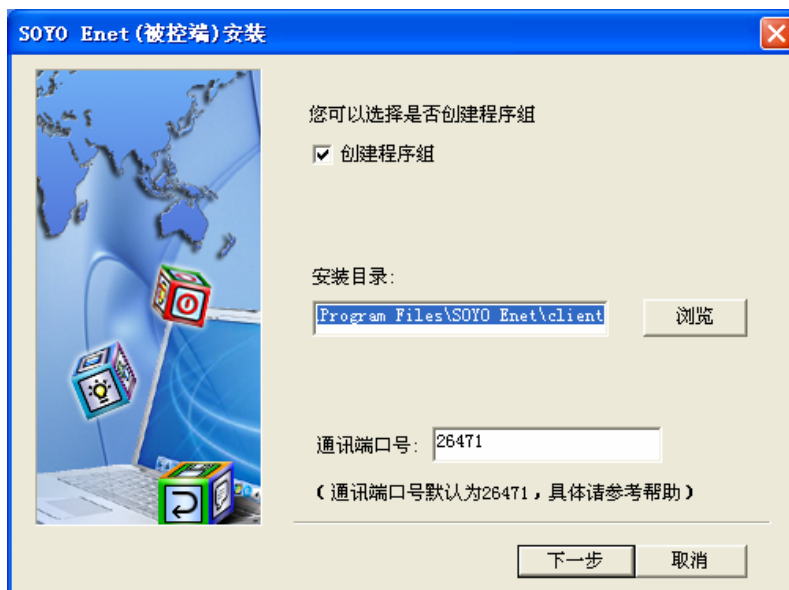 SOYO Enet(被控端)安装
您可以选择是否创建程序组
创建程序组
安装目录:
Program Files\SOYO Enet\client
浏览
通讯端口号:
26471
(通讯端口号默认为26471,具体请参考帮助)
下一步
取消